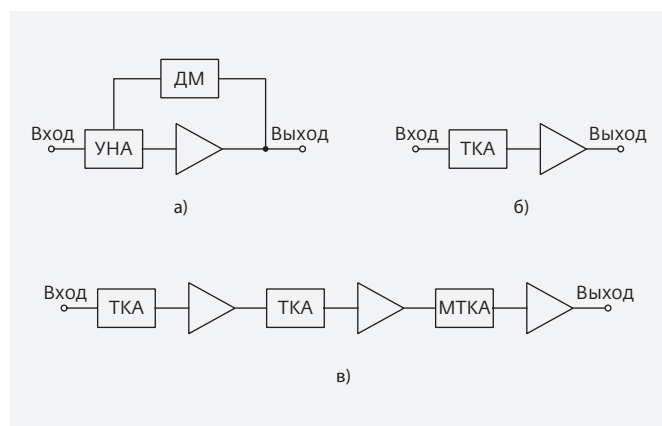 ДМ
Вход УНА Выход
а)
Вход ТКА Выход
б)
Вход ТКА ТКА МТКА Выход
в)